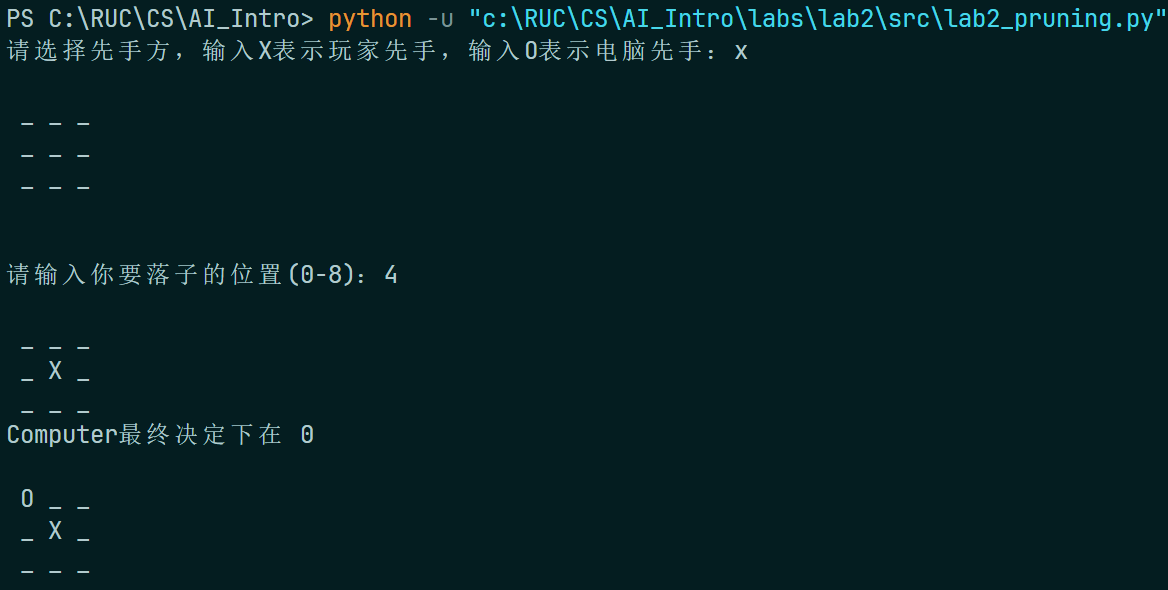 PS C:\RUC\CS\AI_Intro> python -u "c:\RUC\CS\AI_Intro\labs\lab2\src\lab2_pruning.py"
请选择先手方，输入X表示玩家先手，输入O表示电脑先手：x
_ _ _
_ _ _
_ _ _
请输入你要落子的位置(0-8)：4
_ _ _
_ X _
_ _ _
Computer最终决定下在 0
O _ _
_ X _
_ _ _